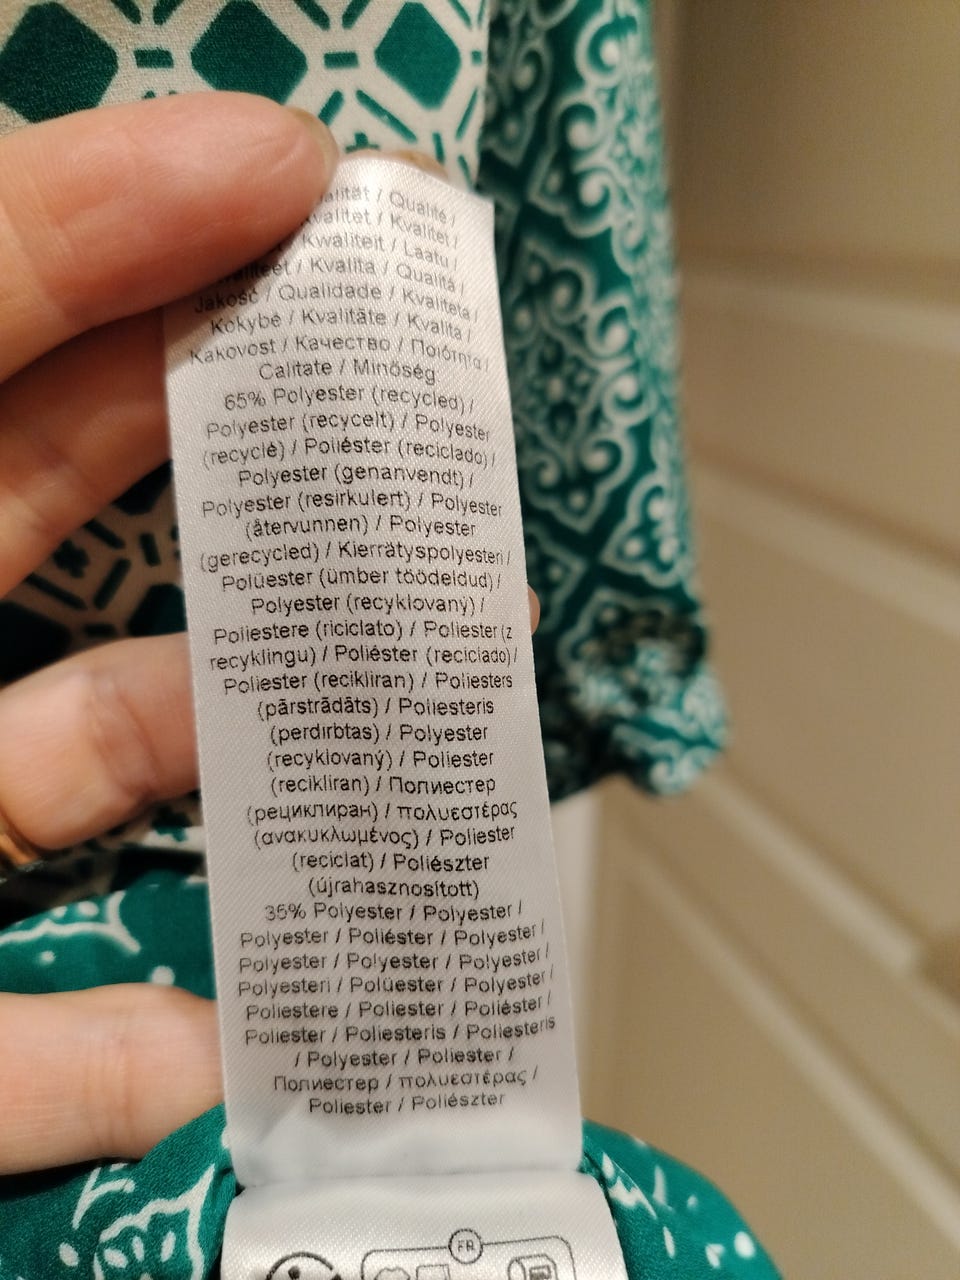 / Qualité /
/ Kvalitet /
/ Kwaliteit / Laatu /
/ Kvalita / Qualità /
Jakość / Qualidade / Kvaliteta /
Kokybė / Kvalitāte / Kvalita /
Kakovost / Качество / Ποιότητα /
Calitate / Minőség
65% Polyester (recycled) /
Polyester (recycelt) / Polyester
(recyclé) / Poliéster (reciclado) /
Polyester (genanvendt) /
Polyester (resirkulert) / Polyester
(återvunnen) / Polyester
(gerecycled) / Kierrätyspolyesteri /
Polüester (ümber töödeldud) /
Polyester (recyklovaný) /
Poliestere (riciclato) / Poliester (z
recyklingu) / Poliéster (reciclado) /
Poliester (recikliran) / Poliesters
(pārstrādāts) / Poliesteris
(perdirbtas) / Polyester
(recyklovaný) / Poliester
(recikliran) / Полиестер
(рециклиран) / πολυεστέρας
(ανακυκλωμένος) / Poliester
(reciclat) / Poliészter
(újrahasznosított)
35% Polyester / Polyester /
Polyester / Poliéster / Polyester /
Polyester / Polyester / Polyester /
Polyesteri / Polüester / Polyester /
Poliestere / Poliester / Poliéster /
Poliester / Poliesteris / Poliesteris
/ Polyester / Poliester /
Полиестер / πολυεστέρας /
Poliester / Poliészter
FR